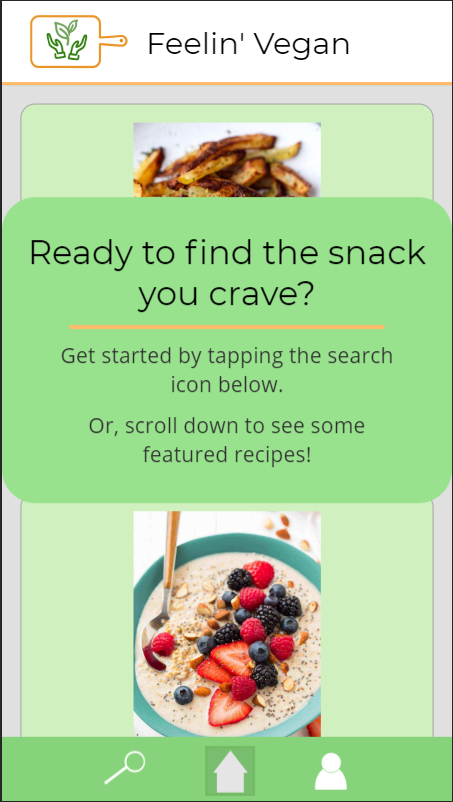 Feelin' Vegan
Ready to find the snack
you crave?
Get started by tapping the search
icon below.
Or, scroll down to see some
featured recipes!